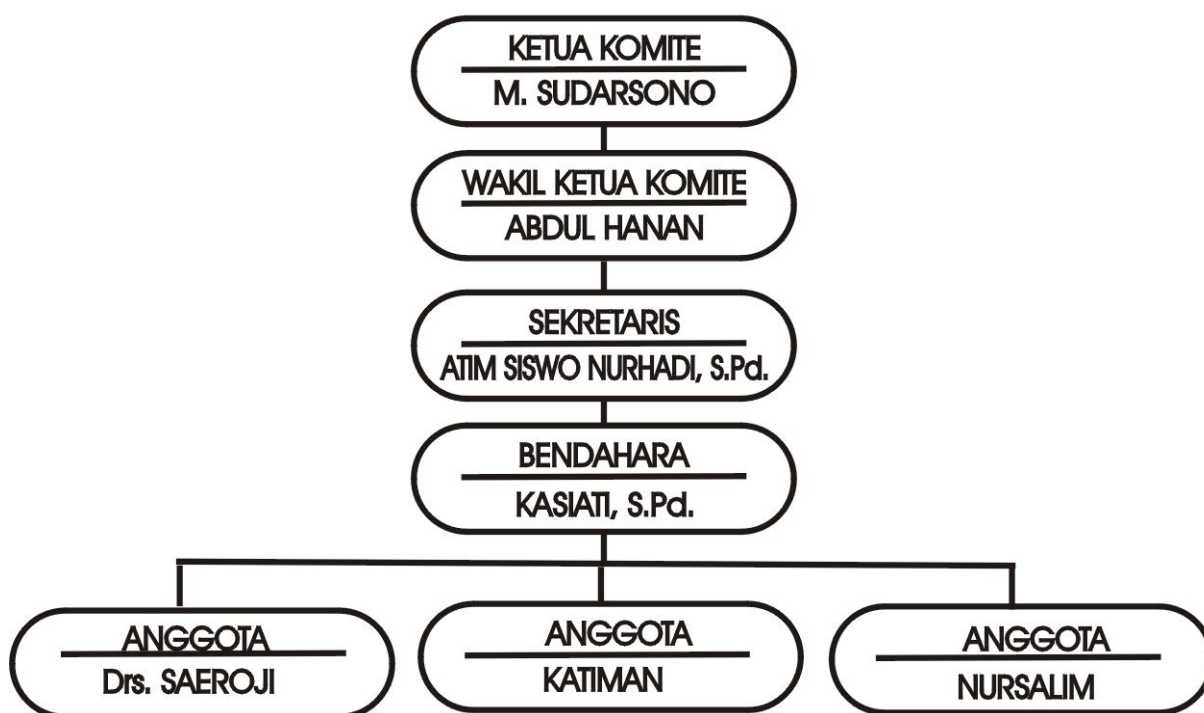 KETUA KOMITE
M. SUDARSONO
WAKIL KETUA KOMITE
ABDUL HANAN
SEKRETARIS
ATIM SISWO NURHADI, S.Pd.
BENDAHARA
KASIATI, S.Pd.
ANGGOTA
Drs. SAEROJI
ANGGOTA
KATIMAN
ANGGOTA
NURSALIM